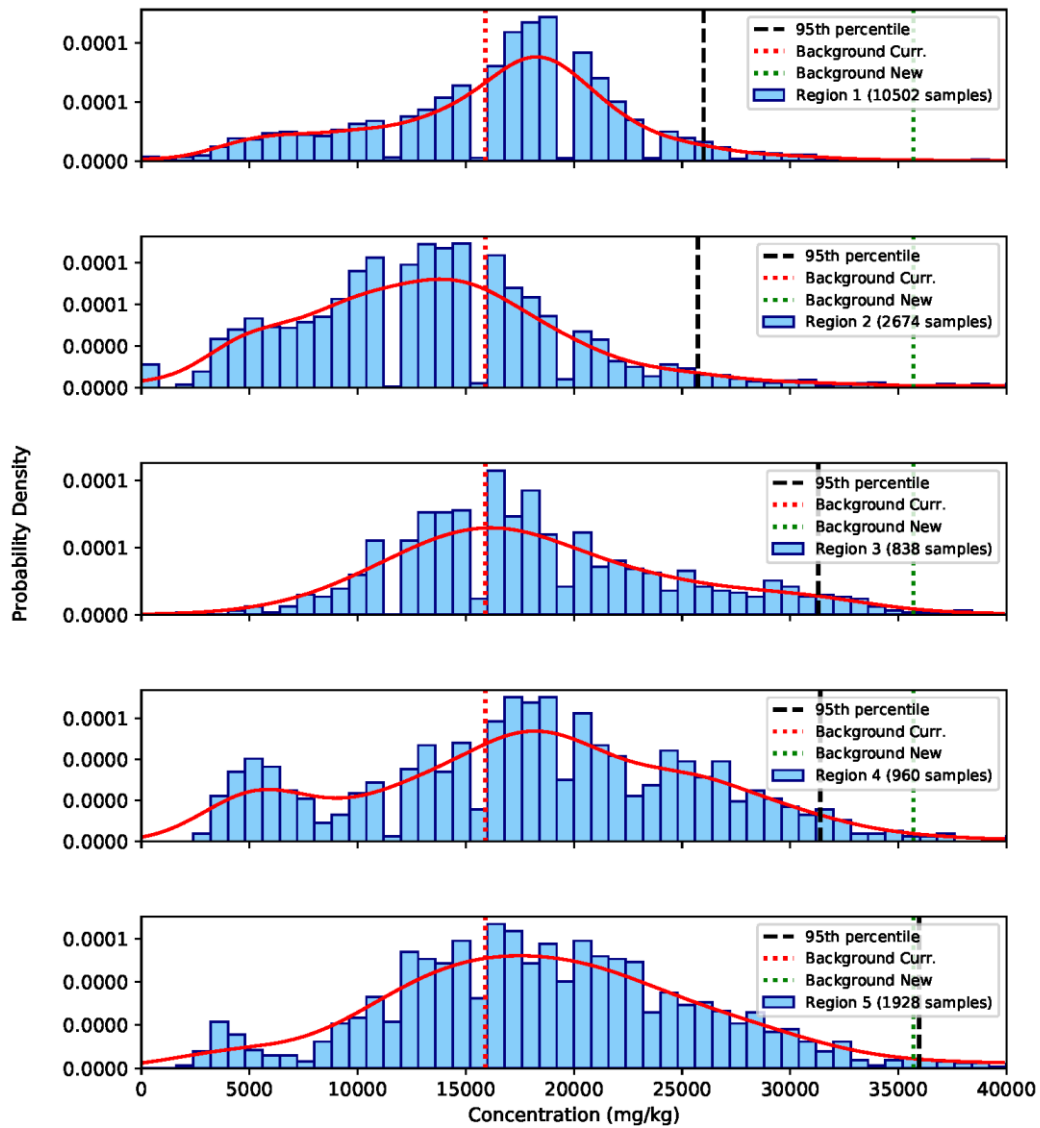 0.0001
0.0001
0.0000
95th percentile
Background Curr.
Background New
Region 1 (10502 samples)
0.0001
0.0001
0.0000
0.0000
95th percentile
Background Curr.
Background New
Region 2 (2674 samples)
Probability Density
0.0001
0.0001
0.0000
95th percentile
Background Curr.
Background New
Region 3 (838 samples)
0.0001
0.0000
0.0000
0.0000
95th percentile
Background Curr.
Background New
Region 4 (960 samples)
0.0001
0.0001
0.0000
0.0000
95th percentile
Background Curr.
Background New
Region 5 (1928 samples)
0 5000 10000 15000 20000 25000 30000 35000 40000
Concentration (mg/kg)